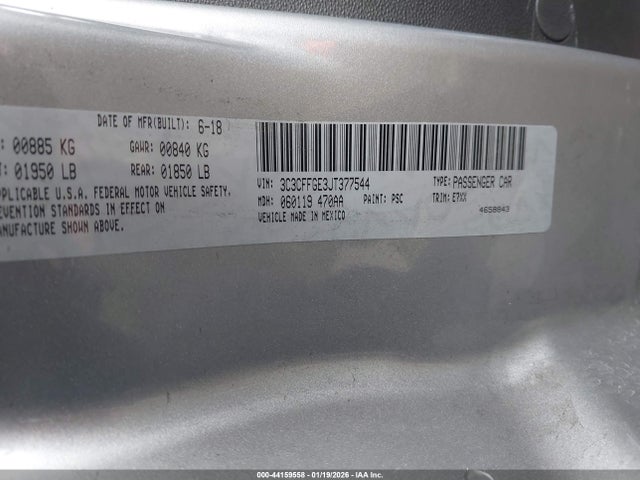 DATE OF MFR(BUILT): 6-18
: 00885 KG GAWR: 00840 KG
T: 01950 LB REAR: 01850 LB
APPLICABLE U.S.A. FEDERAL MOTOR VEHICLE SAFETY,
EVENTION STANDARDS IN EFFECT ON
ANUFACTURE SHOWN ABOVE.
VIN: 3C3CFFGE3JT377544 TYPE: PASSENGER CAR
MDH: 060119 470AA PAINT: PSC TRIM: E7XX
VEHICLE MADE IN MEXICO 4658843
000-44159558 - 01/19/2026 - IAA Inc.